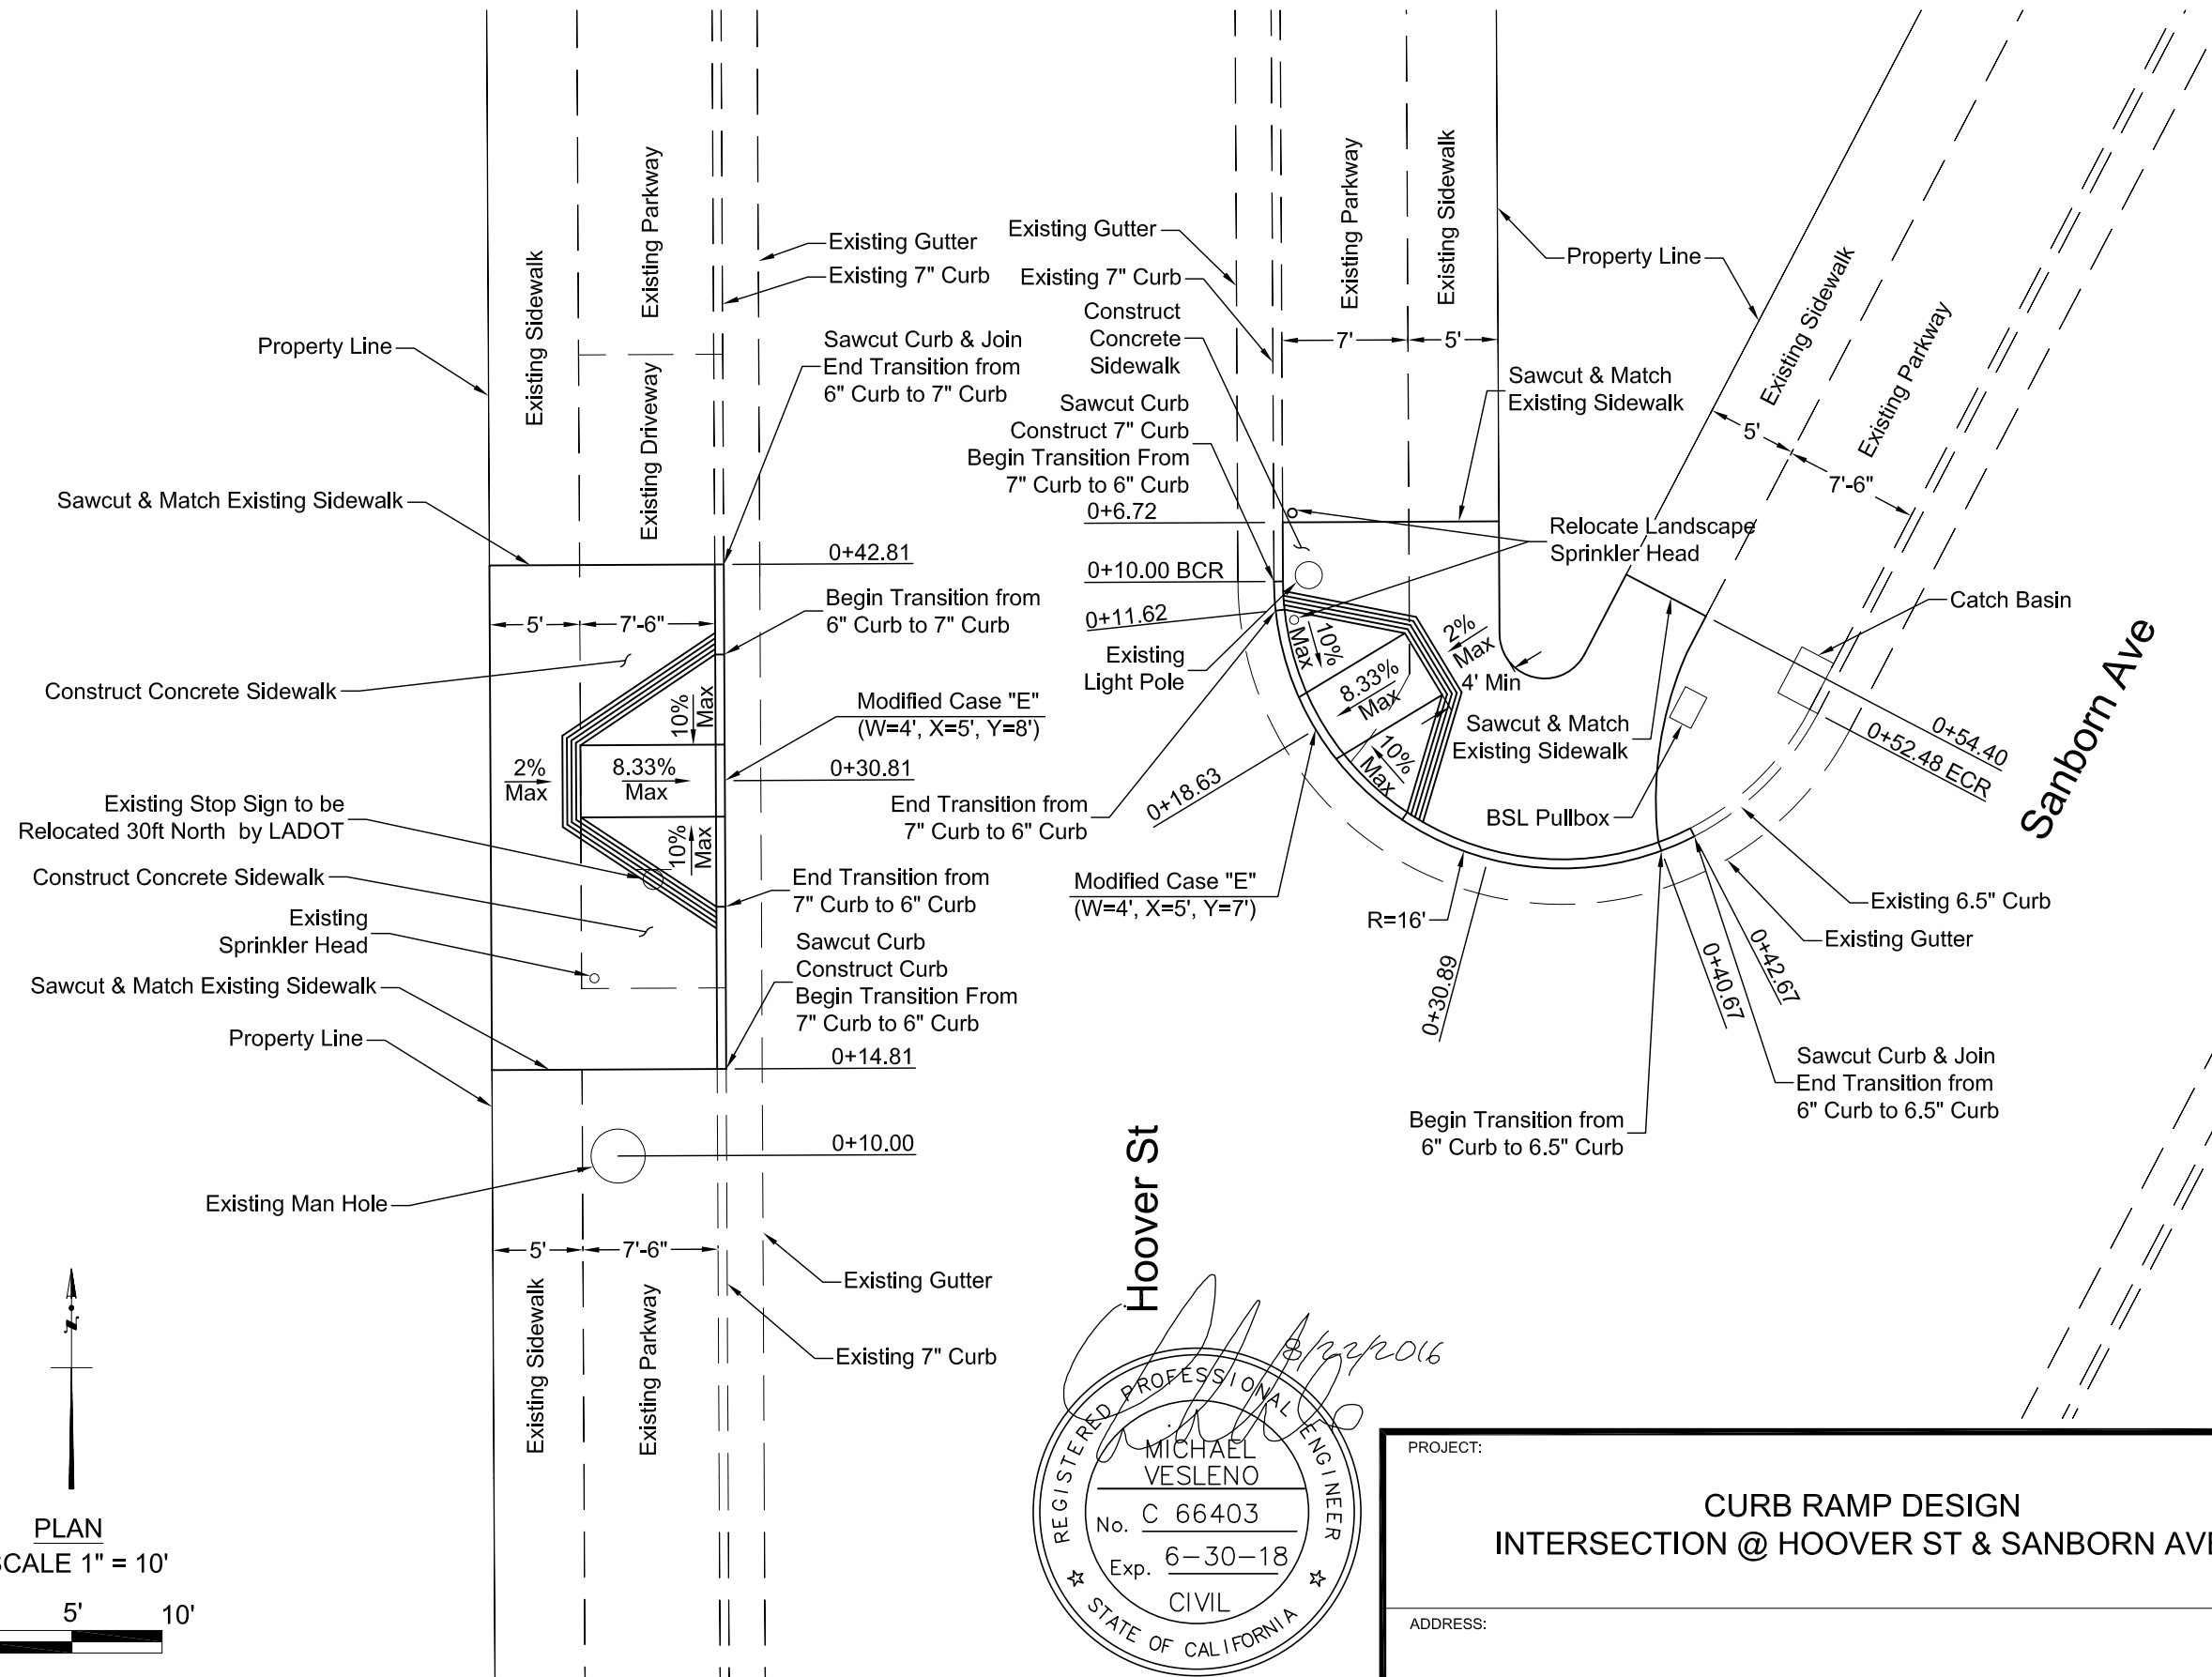 Existing Sidewalk
Existing Parkway
Existing Gutter
Existing 7" Curb
Property Line
Existing Driveway
Sawcut Curb & Join
End Transition from
6" Curb to 7" Curb
Sawcut & Match Existing Sidewalk
0+42.81
Begin Transition from
6" Curb to 7" Curb
5'
7'-6"
Construct Concrete Sidewalk
10%
Max
Modified Case "E"
(W=4', X=5', Y=8')
2%
Max
8.33%
Max
0+30.81
Existing Stop Sign to be
Relocated 30ft North by LADOT
10%
Max
Construct Concrete Sidewalk
End Transition from
7" Curb to 6" Curb
Existing
Sprinkler Head
Sawcut Curb
Construct Curb
Begin Transition From
7" Curb to 6" Curb
Sawcut & Match Existing Sidewalk
Property Line
0+14.81
0+10.00
Existing Man Hole
5'
7'-6"
Existing Sidewalk
Existing Parkway
Existing Gutter
Existing 7" Curb
Existing Gutter
Existing 7" Curb
Construct
Concrete
Sidewalk
Existing Parkway
Existing Sidewalk
7'
5'
Property Line
Existing Sidewalk
Existing Parkway
5'
7'-6"
Sawcut Curb
Construct 7" Curb
Begin Transition From
7" Curb to 6" Curb
0+6.72
Sawcut & Match
Existing Sidewalk
Relocate Landscape
Sprinkler Head
0+10.00 BCR
0+11.62
Existing
Light Pole
10%
Max
8.33%
Max
10%
Max
2%
Max
4' Min
Sawcut & Match
Existing Sidewalk
Catch Basin
0+54.40
0+52.48 ECR
Sanborn Ave
BSL Pullbox
End Transition from
7" Curb to 6" Curb
0+18.63
Modified Case "E"
(W=4', X=5', Y=7')
R=16'
0+30.89
Existing 6.5" Curb
Existing Gutter
0+42.67
0+40.67
Sawcut Curb & Join
End Transition from
6" Curb to 6.5" Curb
Begin Transition from
6" Curb to 6.5" Curb
Hoover St
8/22/2016
REGISTERED PROFESSIONAL ENGINEER
MICHAEL
VESLENO
No. C 66403
Exp. 6-30-18
CIVIL
STATE OF CALIFORNIA
N
PLAN
SCALE 1" = 10'
5'
10'
PROJECT:
CURB RAMP DESIGN
INTERSECTION @ HOOVER ST & SANBORN AVE
ADDRESS: